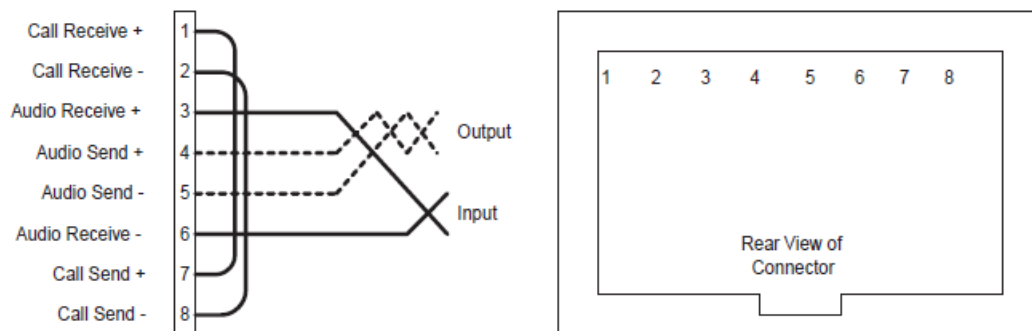 Call Receive + 1
Call Receive - 2
Audio Receive + 3
Audio Send + 4
Audio Send - 5
Audio Receive - 6
Call Send + 7
Call Send - 8
Output
Input
1 2 3 4 5 6 7 8
Rear View of
Connector